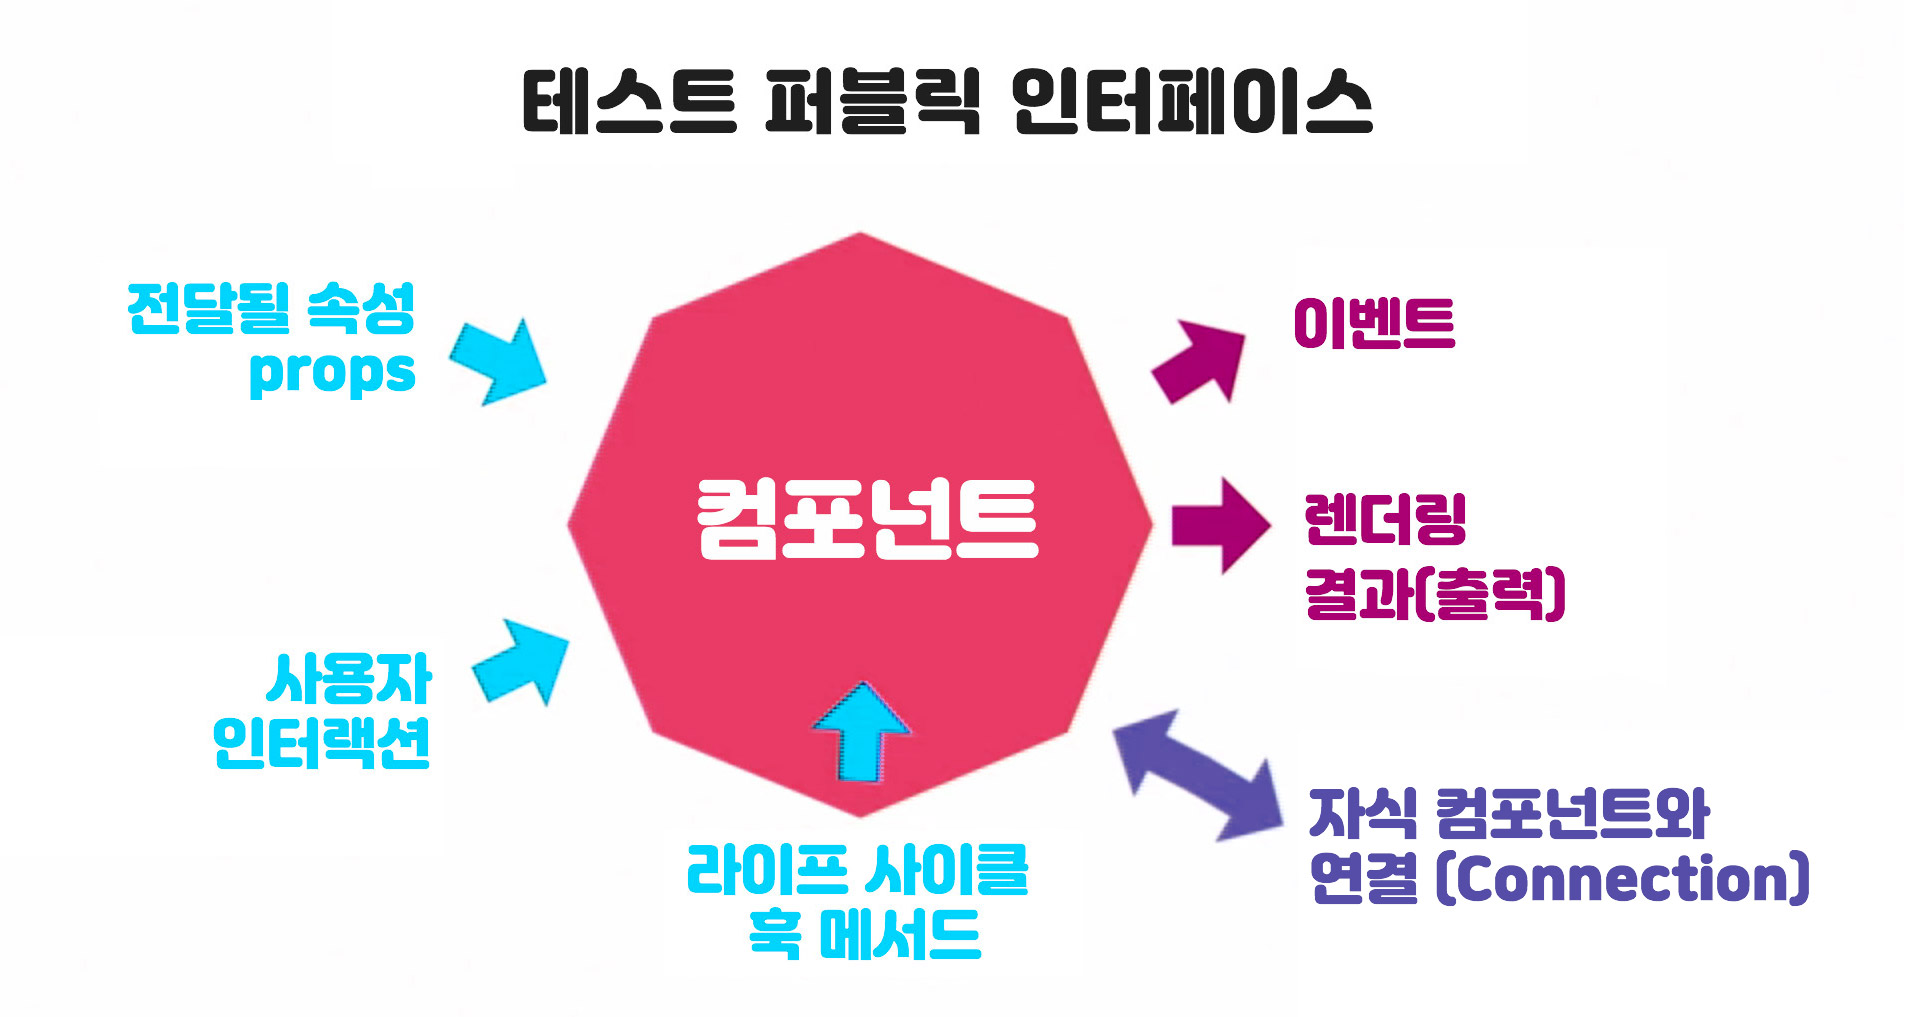 테스트 퍼블릭 인터페이스
전달될 속성
props
이벤트
컴포넌트
렌더링
결과(출력)
사용자
인터랙션
라이프 사이클
훅 메서드
자식 컴포넌트와
연결 (Connection)